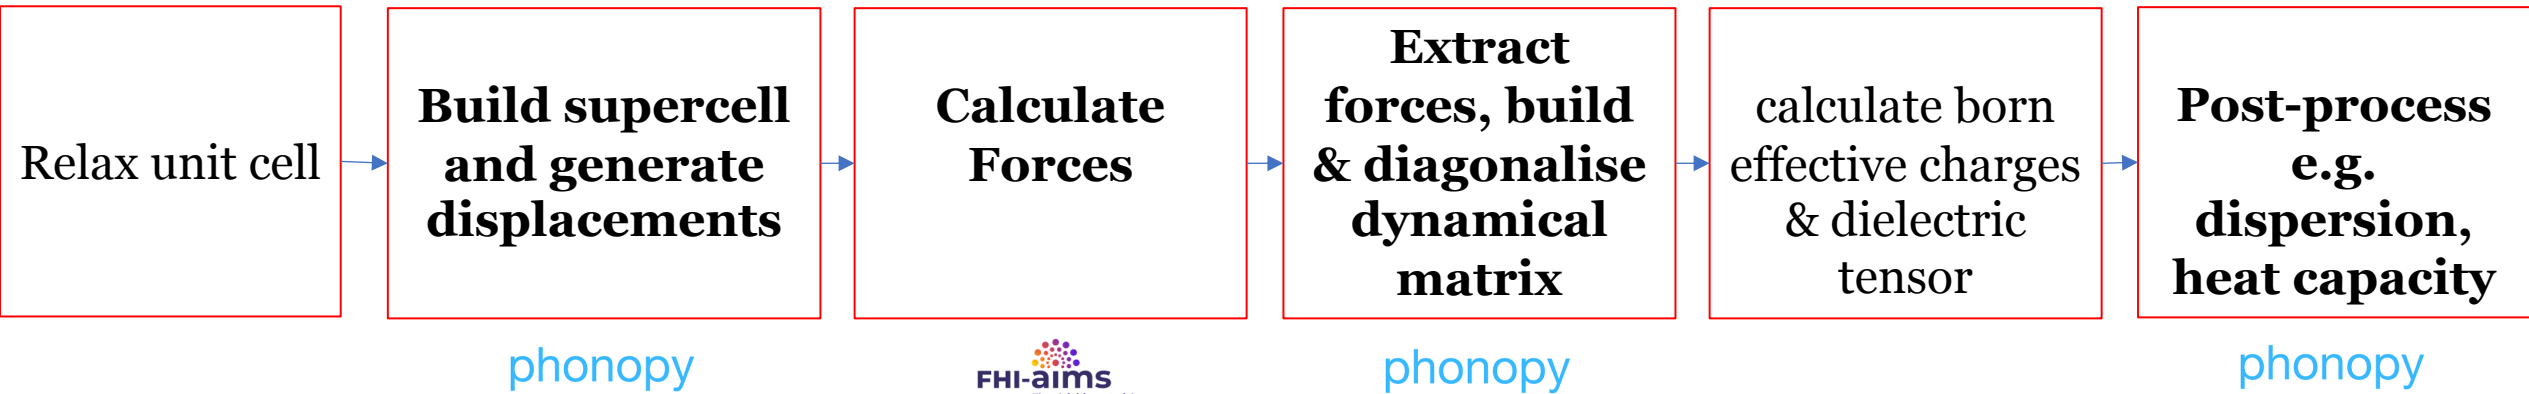 Relax unit cell
Build supercell
and generate
displacements
Calculate
Forces
Extract
forces, build
& diagonalise
dynamical
matrix
calculate born
effective charges
& dielectric
tensor
Post-process
e.g.
dispersion,
heat capacity
phonopy
FHI-aims
phonopy
phonopy